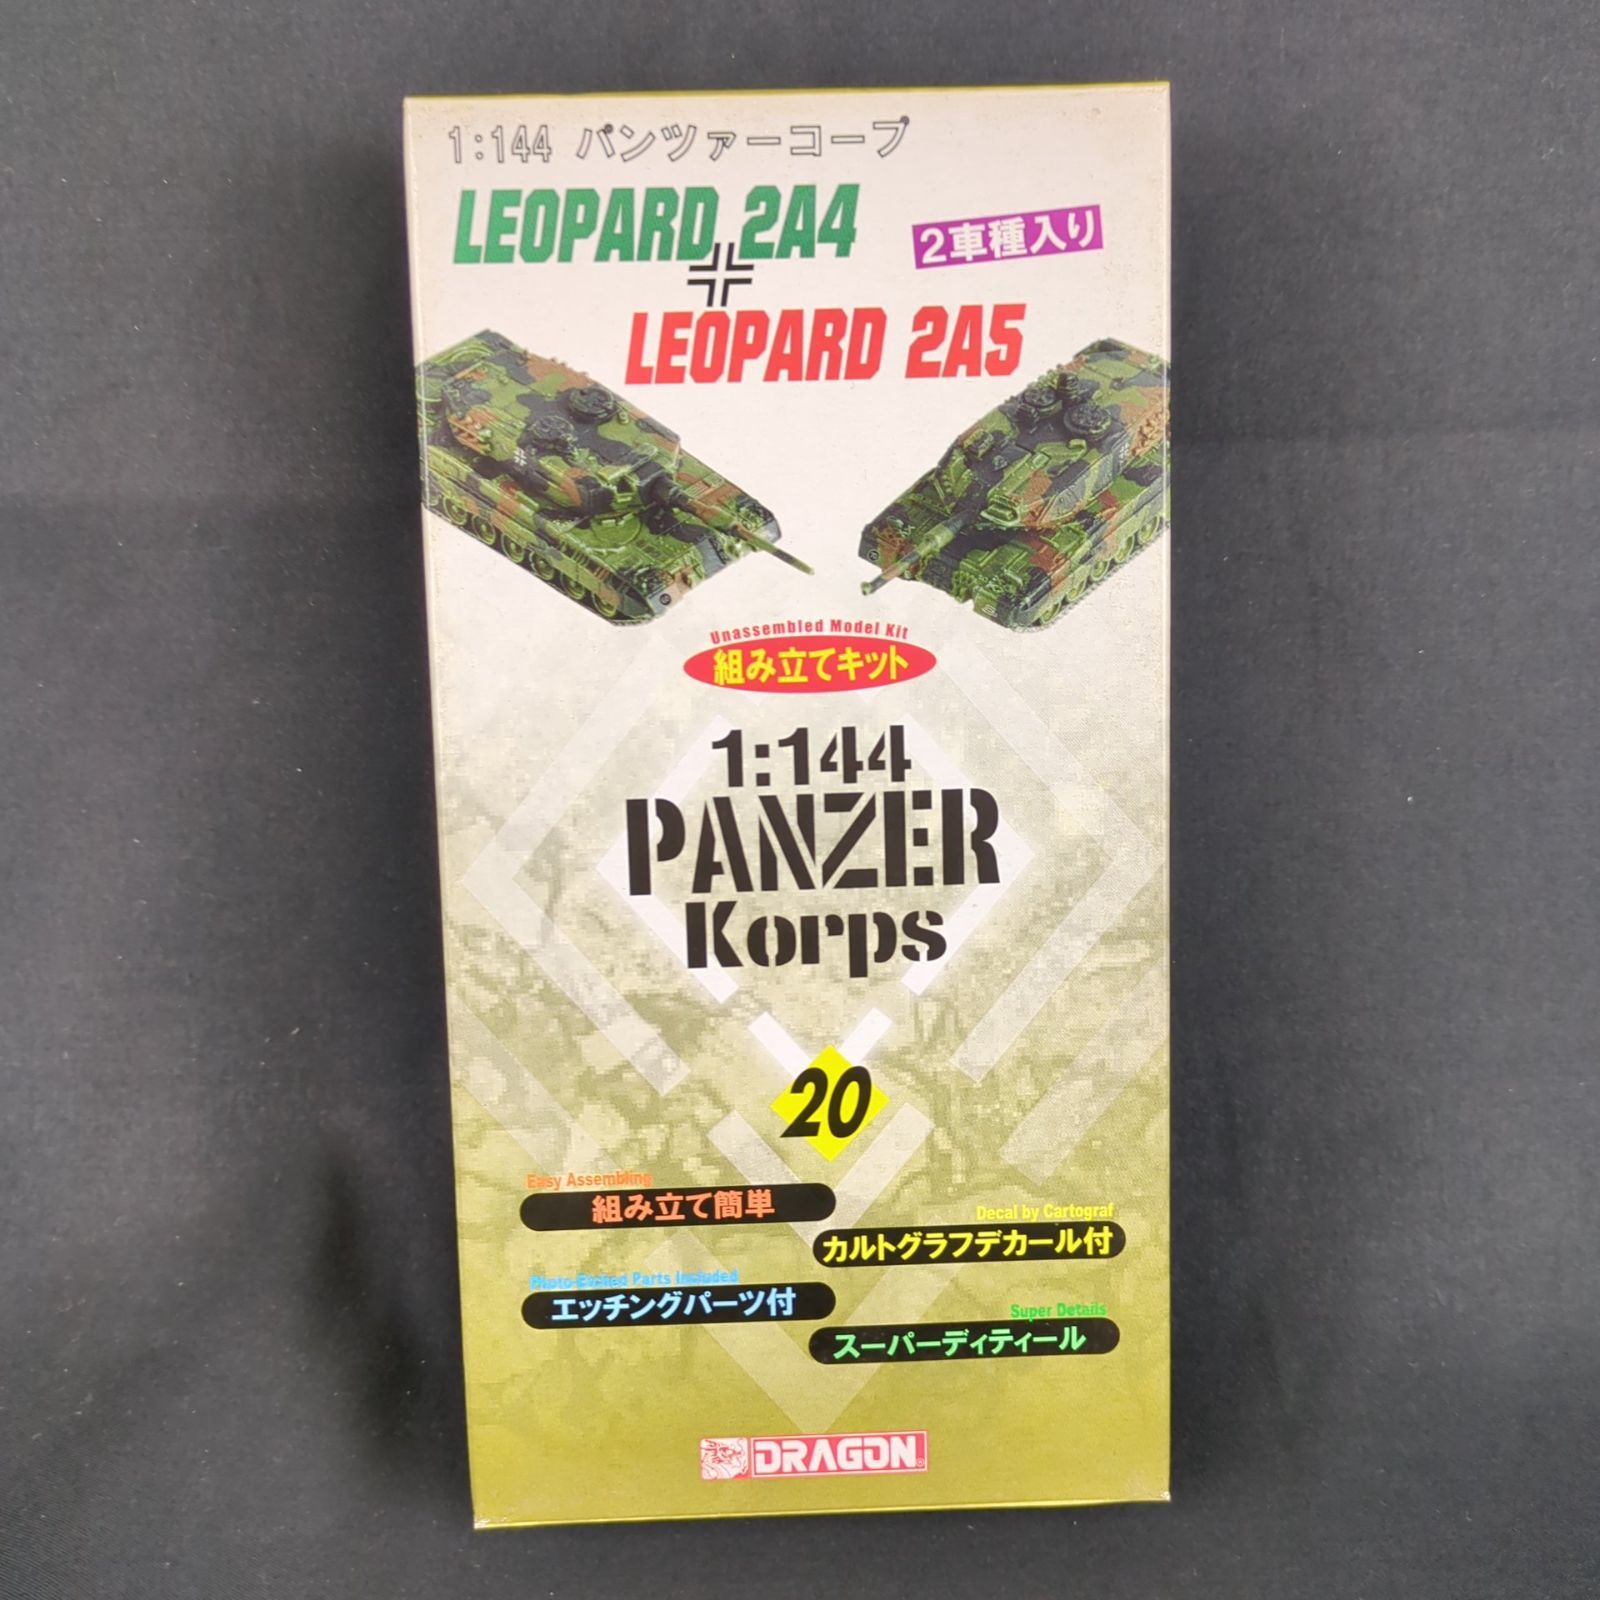 1:144 パンツァーコープ
LEOPARD 2A4
2車種入り
LEOPARD 2A5
Unassembled Model Kit
組み立てキット
1:144
PANZER
Korps
20
Easy Assembling
組み立て簡単
Decal by Cartograf
カルトグラフデカール付
Photo-Etched Parts Included
エッチングパーツ付
Super Details
スーパーディティール
DRAGON®